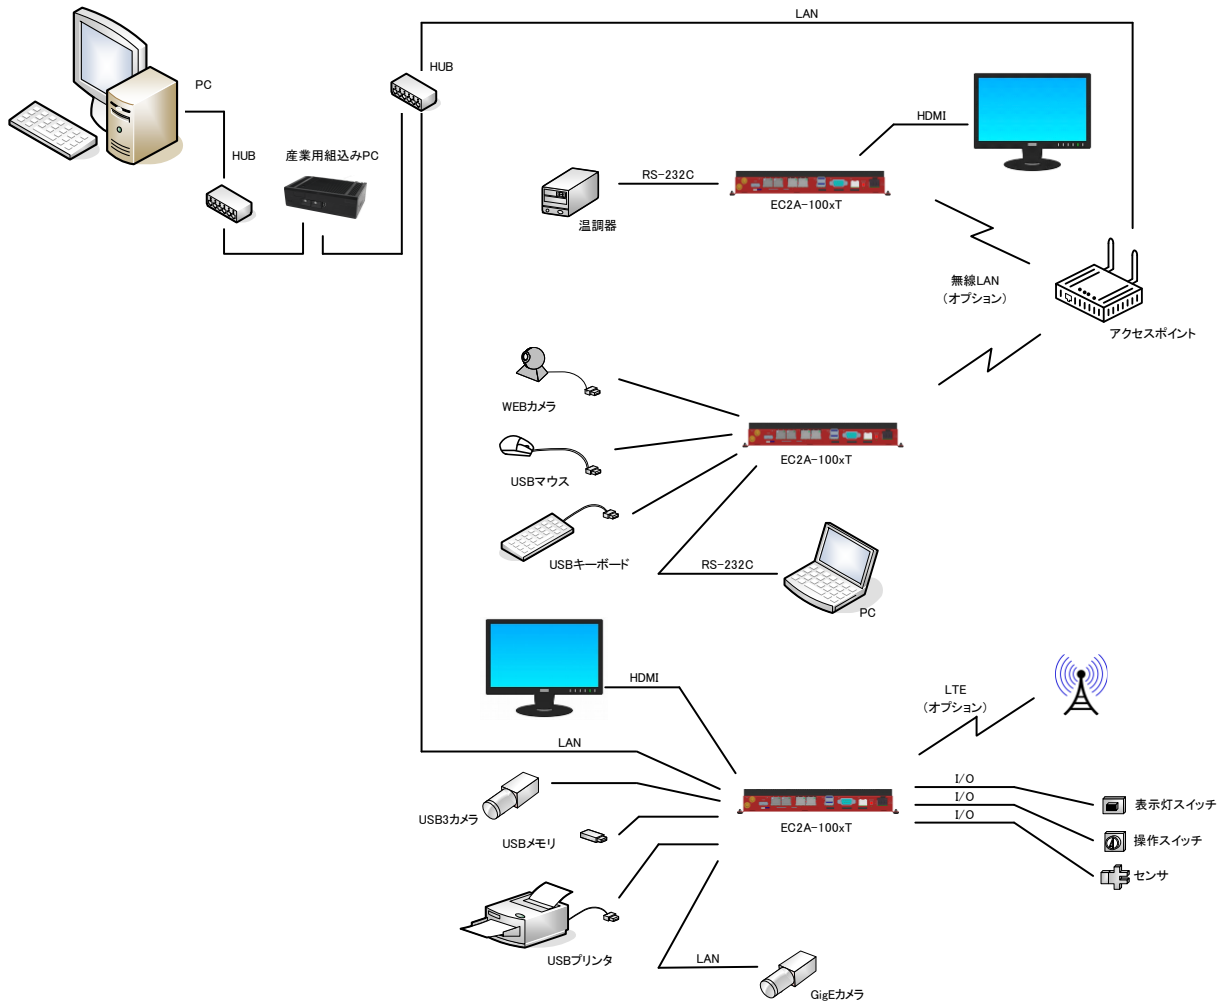 LAN
HUB
PC
HDMI
HUB
産業用組込みPC
RS-232C
EC2A-100xT
温調器
無線LAN
(オプション)
アクセスポイント
WEBカメラ
EC2A-100xT
USBマウス
USBキーボード
RS-232C
PC
HDMI
LTE
(オプション)
LAN
I/O
I/O
I/O
表示灯スイッチ
USB3カメラ
EC2A-100xT
USBメモリ
操作スイッチ
センサ
USBプリンタ
LAN
GigEカメラ